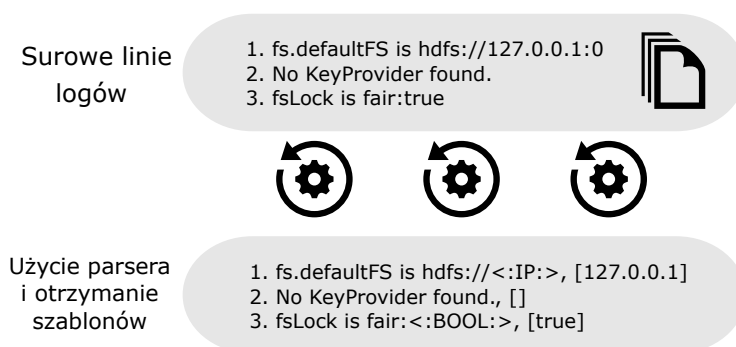 Surowe linie
logów
1. fs.defaultFS is hdfs://127.0.0.1:0
2. No KeyProvider found.
3. fsLock is fair:true
Użycie parsera
i otrzymanie
szablonów
1. fs.defaultFS is hdfs://<:IP:>, [127.0.0.1]
2. No KeyProvider found., []
3. fsLock is fair:<:BOOL:>, [true]